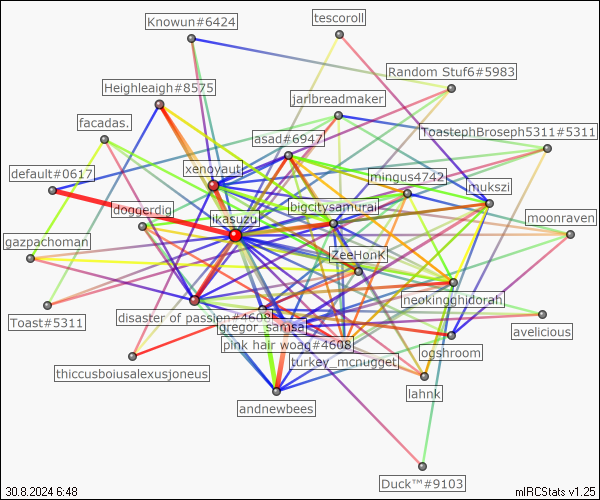 Knowun#6424
tescoroll
Random Stuf6#5983
Heighleaigh#8575
jarlbreadmaker
facadas.
asad#6947
ToastephBroseph5311#5311
default#0617
xenoyaut
mingus4742
mukszi
doggerdig
ikasuzu
bigcitysamurai
moonraven
gazpachoman
ZeeHonK
neokinghidorah
Toast#5311
disaster of passion#4608
gregor_samsa
avelicious
pink hair woag#4608
ogshroom
turkey_mcnugget
thiccusboiusalexusjoneus
lahnk
andnewbees
Duck™#9103
30.8.2024 6:48
mIRCStats v1.25